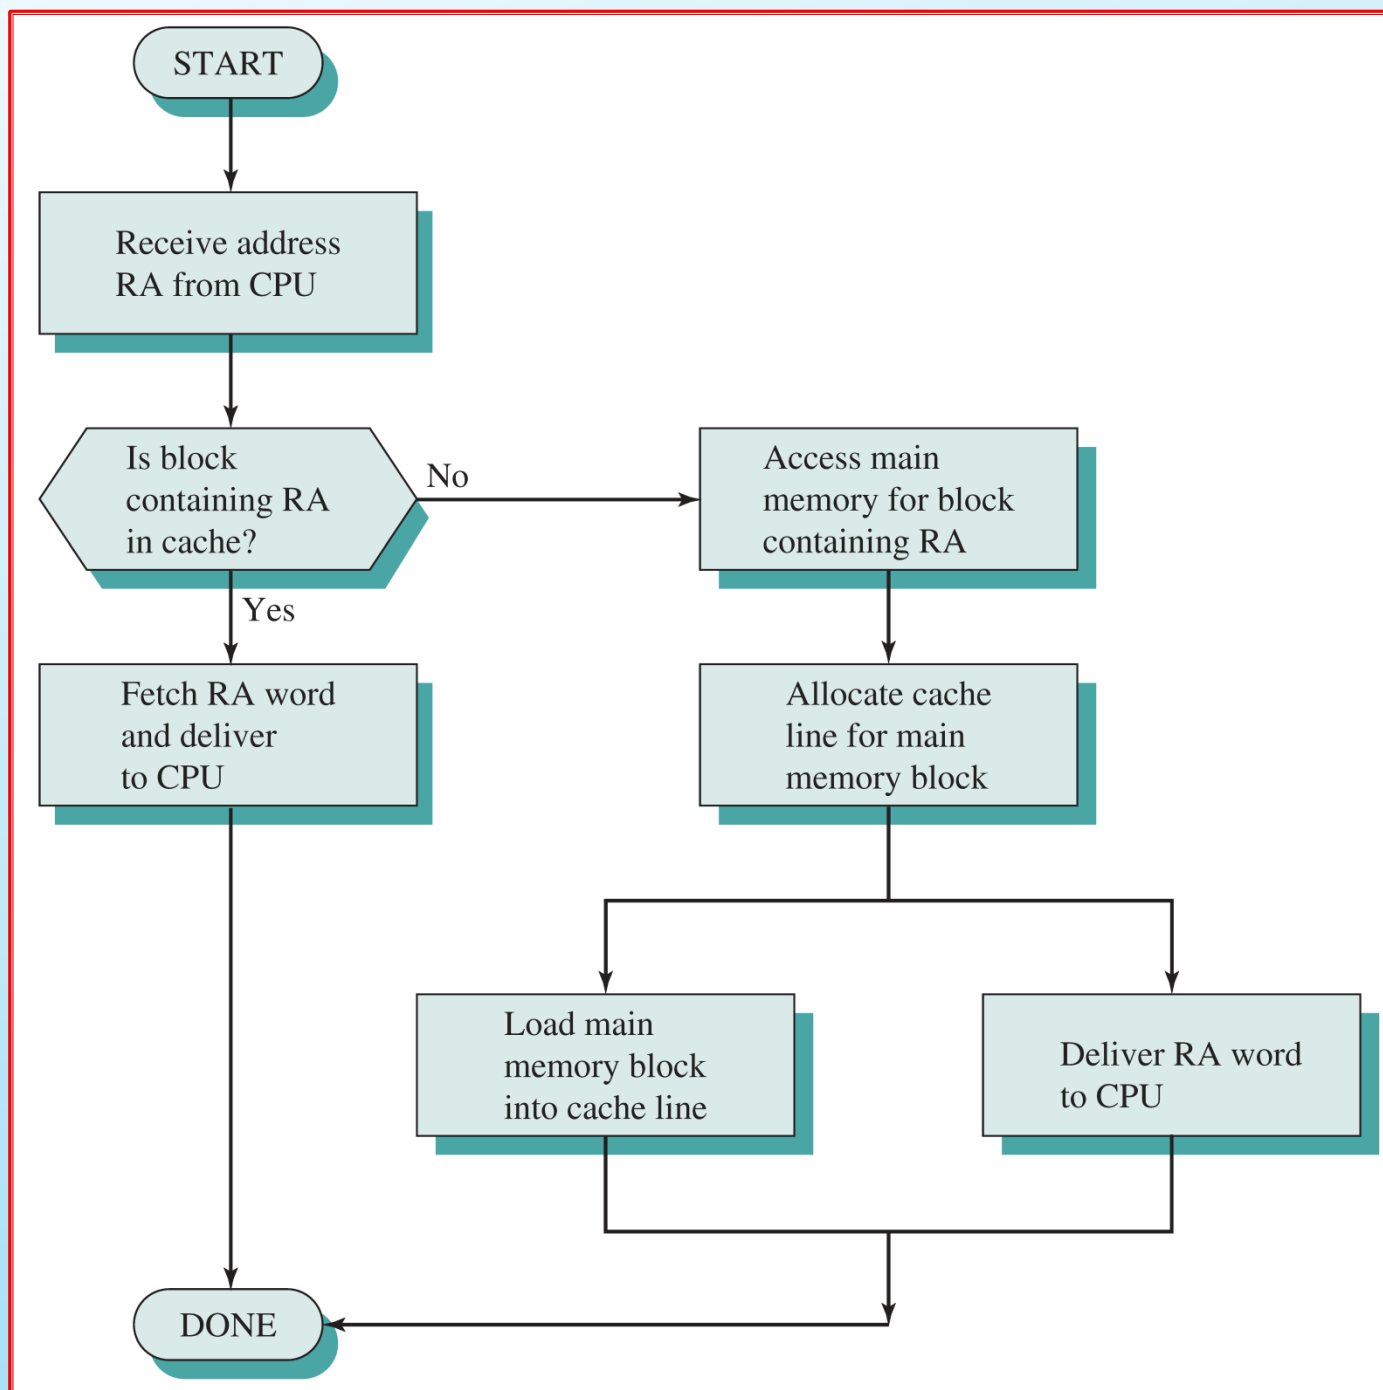 START
Receive address
RA from CPU
Is block
containing RA
in cache?
No
Access main
memory for block
containing RA
Yes
Fetch RA word
and deliver
to CPU
Allocate cache
line for main
memory block
Load main
memory block
into cache line
Deliver RA word
to CPU
DONE